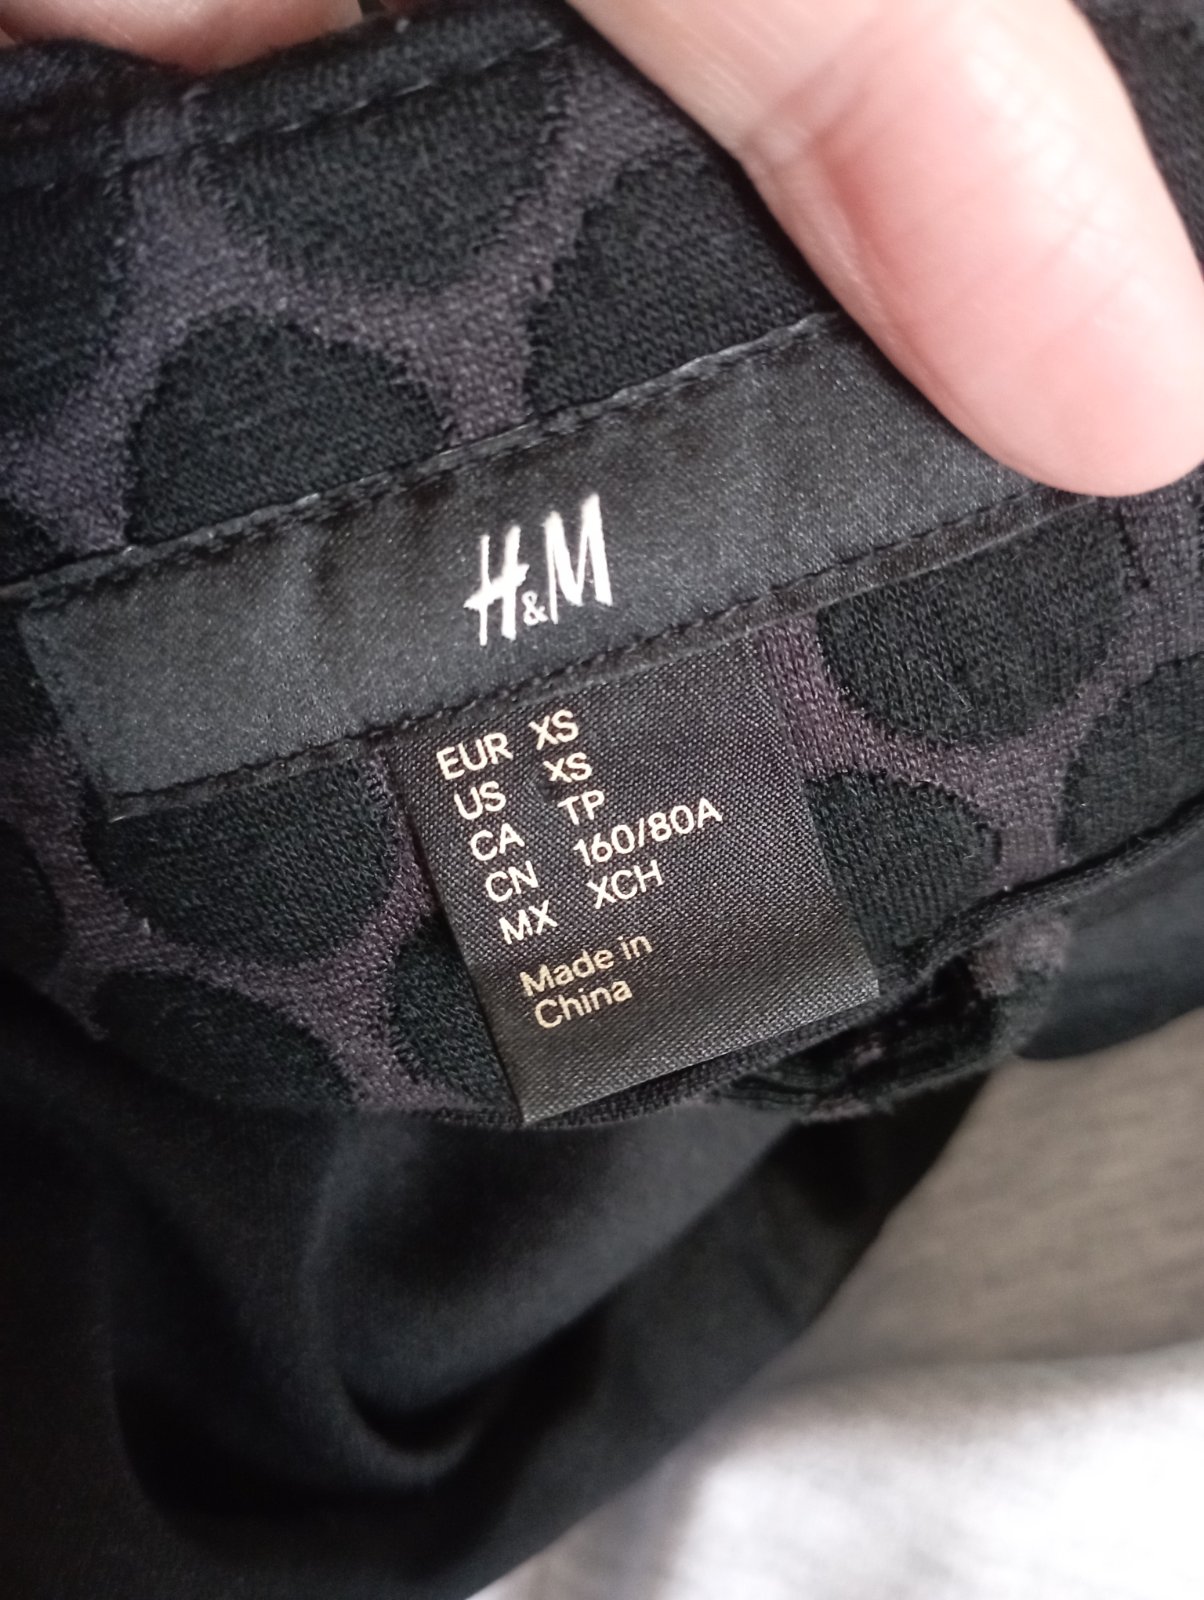 H&M
EUR XS
US XS
CA TP
CN 160/80A
MX XCH
Made in
China